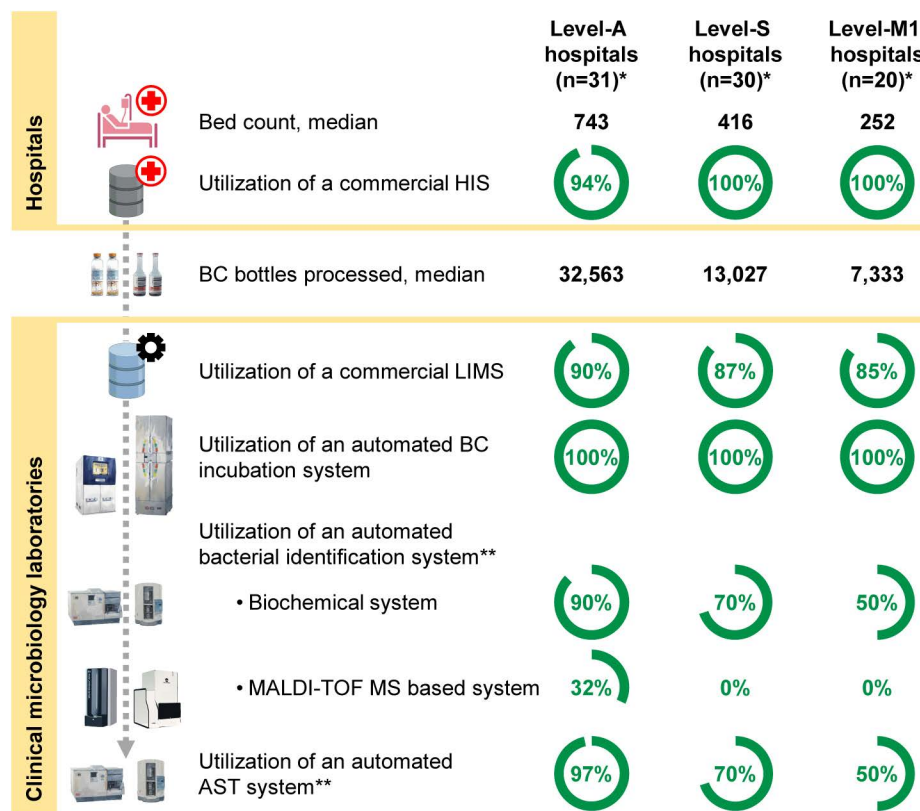 Level-A hospitals (n=31)*
Level-S hospitals (n=30)*
Level-M1 hospitals (n=20)*
Hospitals
Bed count, median
743
416
252
Utilization of a commercial HIS
94%
100%
100%
BC bottles processed, median
32,563
13,027
7,333
Clinical microbiology laboratories
Utilization of a commercial LIMS
90%
87%
85%
Utilization of an automated BC
incubation system
100%
100%
100%
Utilization of an automated
bacterial identification system**
• Biochemical system
90%
70%
50%
• MALDI-TOF MS based system
32%
0%
0%
Utilization of an automated
AST system**
97%
70%
50%